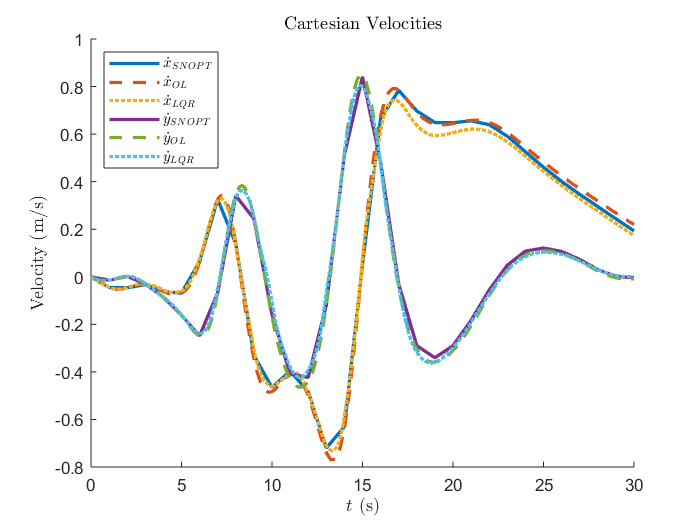 Cartesian Velocities
ẋ_SNOPT
ẋ_OL
ẋ_LQR
ẏ_SNOPT
ẏ_OL
ẏ_LQR
Velocity (m/s)
1
0.8
0.6
0.4
0.2
0
-0.2
-0.4
-0.6
-0.8
0 5 10 15 20 25 30
t (s)